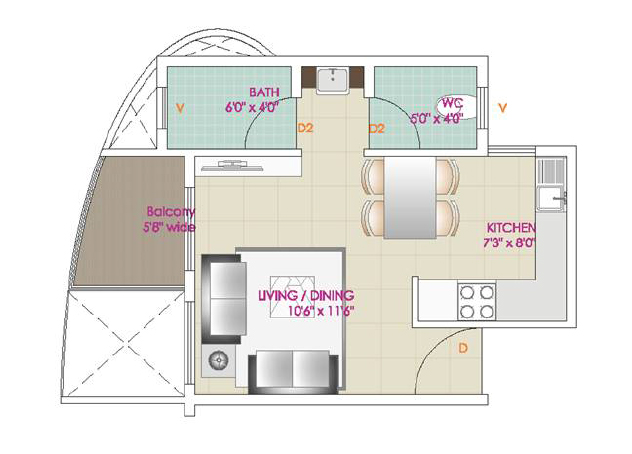 BATH
6'0" x 4'0"
V
D2
D2
WC
5'0" x 4'0"
V
Balcony
5'8" wide
KITCHEN
7'3" x 8'0"
LIVING / DINING
10'6" x 11'6"
D